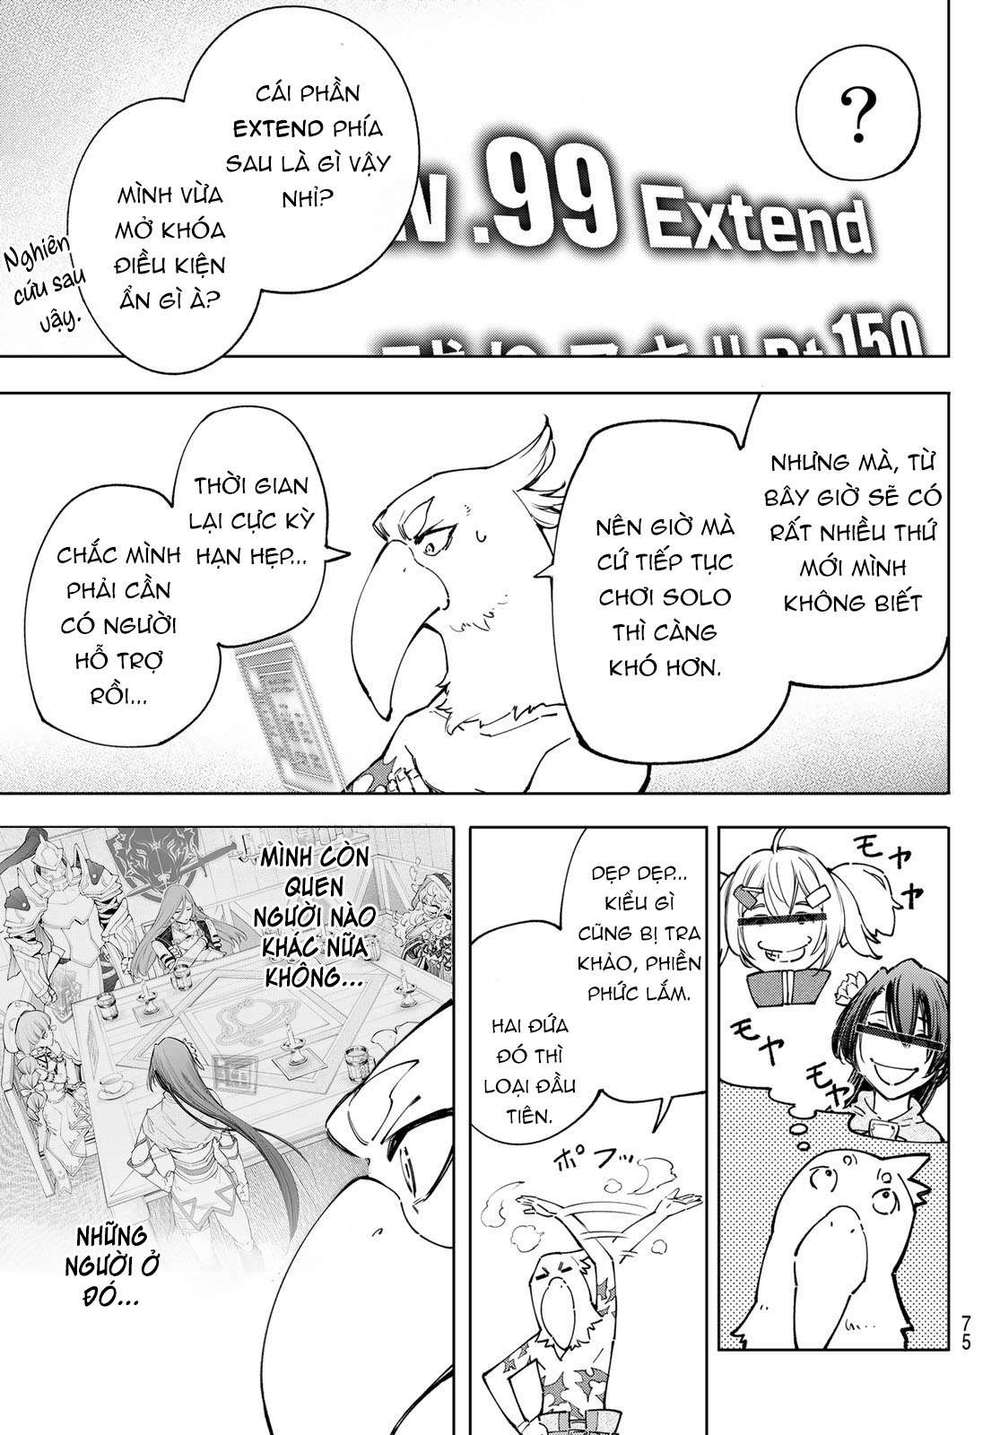 ?
CÁI PHẦN
EXTEND PHÍA
SAU LÀ GÌ VẬY
NHỈ?
MÌNH VỪA
MỞ KHÓA
ĐIỀU KIỆN
ẨN GÌ À?
Nghiên
cứu sau
vậy.
LV.99 Extend
150
NHƯNG MÀ, TỪ
BÂY GIỜ SẼ CÓ
RẤT NHIỀU THỨ
MỚI MÌNH
KHÔNG BIẾT
NÊN GIỜ MÀ
CỨ TIẾP TỤC
CHƠI SOLO
THÌ CÀNG
KHÓ HƠN.
THỜI GIAN
LẠI CỰC KỲ
HẠN HẸP...
CHẮC MÌNH
PHẢI CẦN
CÓ NGƯỜI
HỖ TRỢ
RỒI...
モヤモヤ
モヤモヤ
DẸP DẸP...
KIỂU GÌ
CŨNG BỊ TRA
KHẢO, PHIỀN
PHỨC LẮM.
HAI ĐỨA
ĐÓ THÌ
LOẠI ĐẦU
TIÊN.
ポフッ
MÌNH CÒN
QUEN
NGƯỜI NÀO
KHÁC NỮA
KHÔNG...
NHỮNG
NGƯỜI Ở
ĐÓ...
75